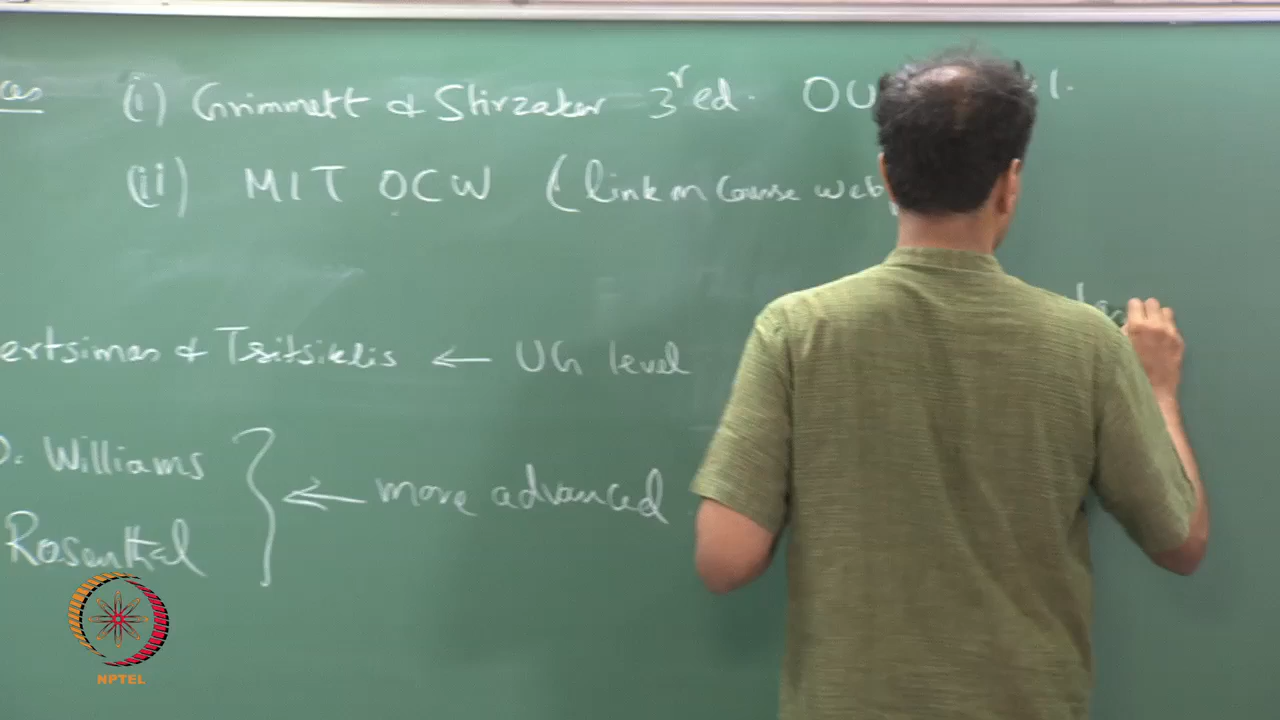 (i) Grimmett & Stirzaker 3r ed. OU
(ii) MIT OCW (link on course web
ertsimas & Tsitsiklis ← UG level
D. Williams
} ← more advanced
Rosenthal
NPTEL